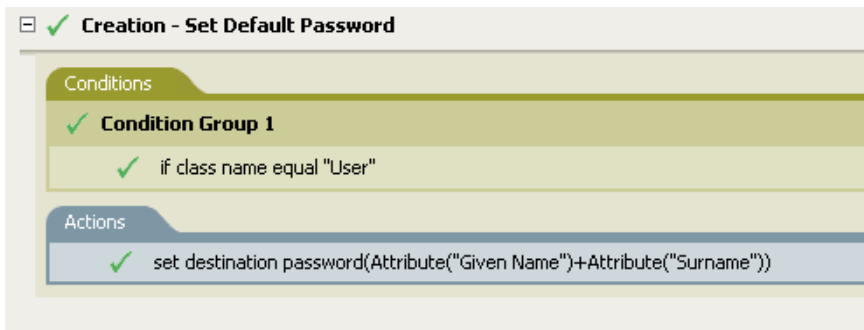 Creation - Set Default Password
Conditions
Condition Group 1
if class name equal "User"
Actions
set destination password(Attribute("Given Name")+Attribute("Surname"))